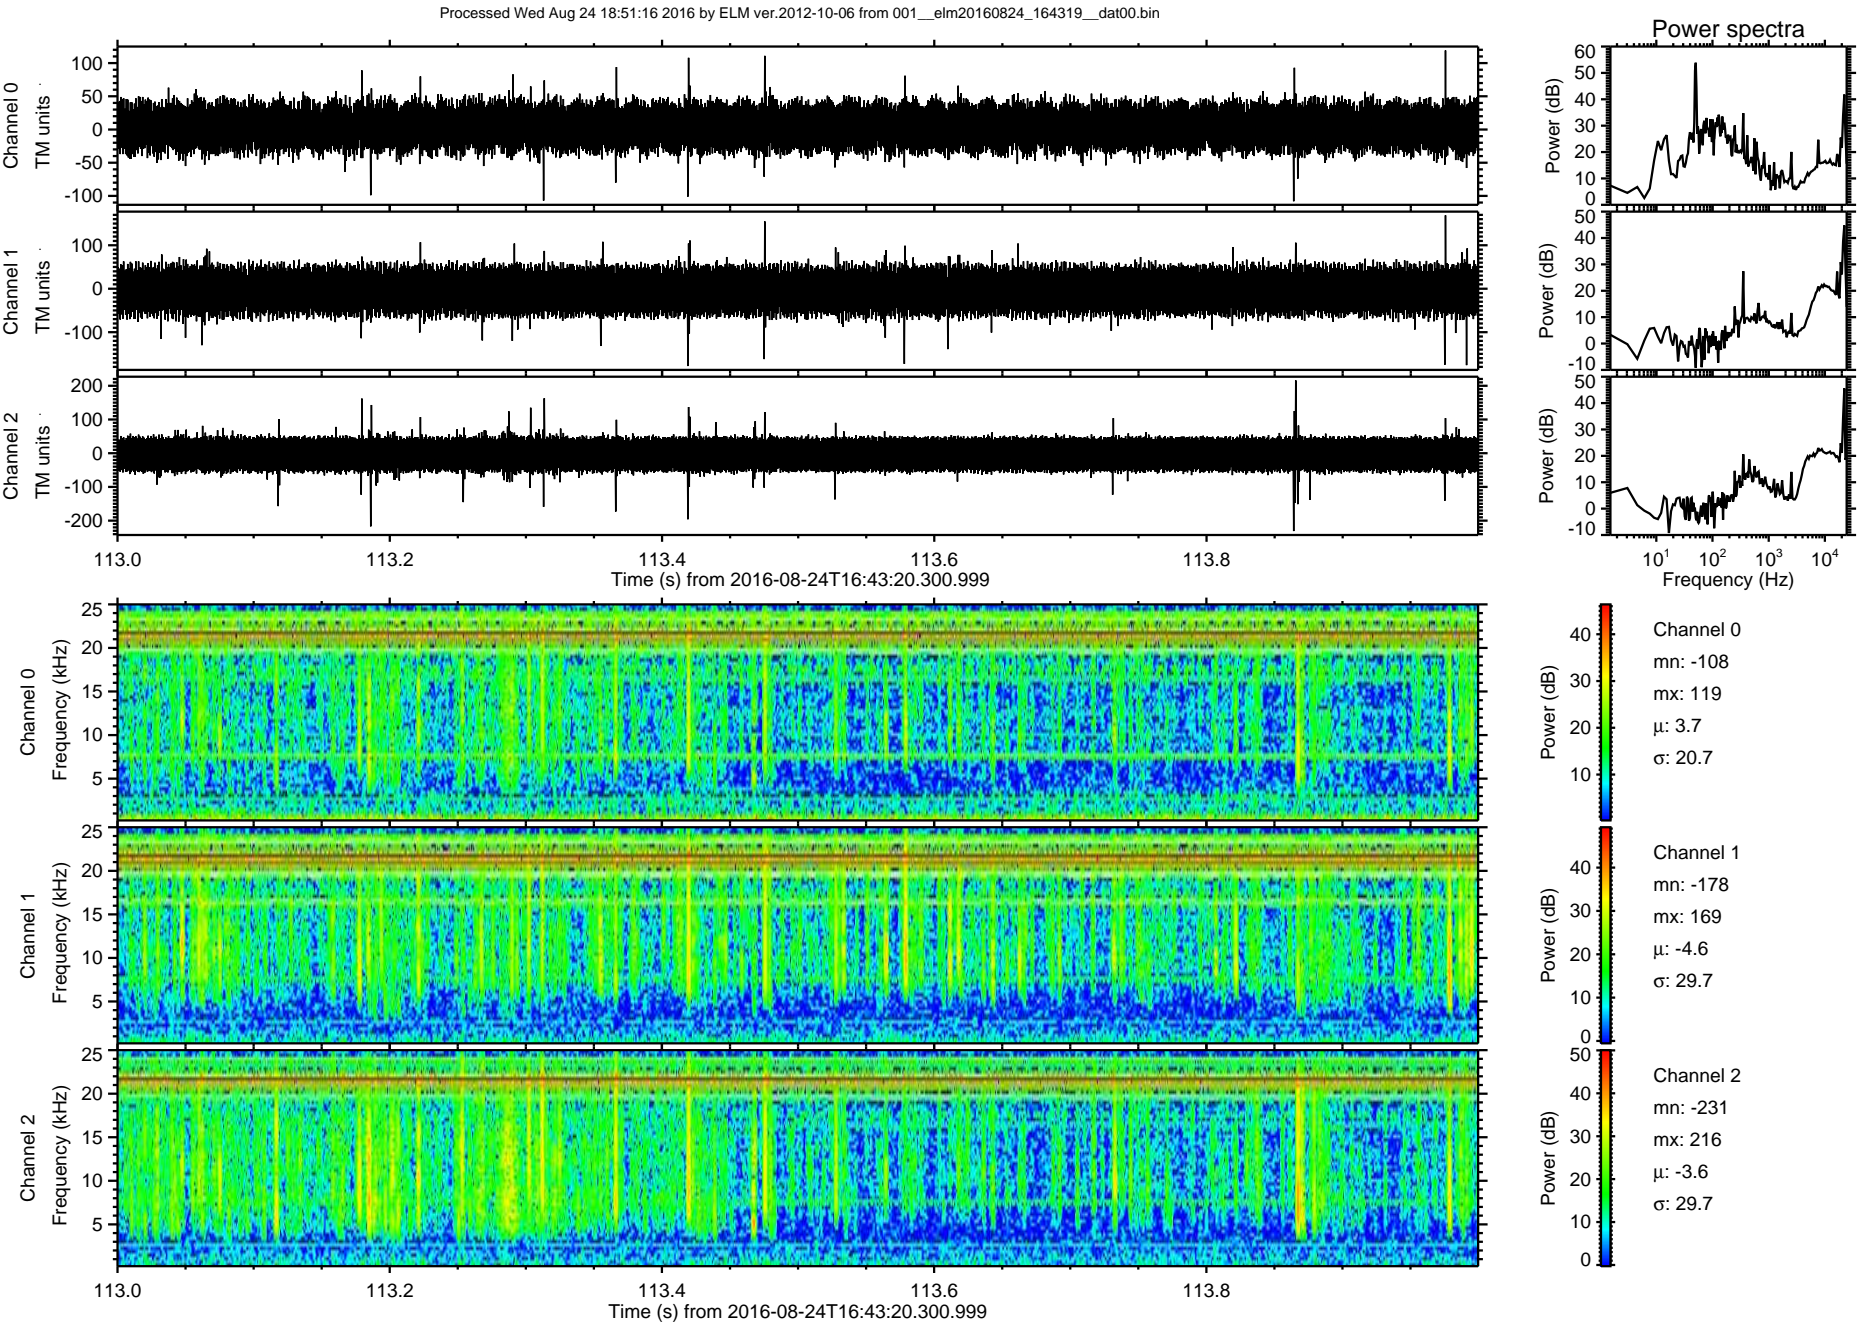 Processed Wed Aug 24 18:51:16 2016 by ELM ver.2012-10-06 from 001__elm20160824_164319__dat00.bin
Power spectra
Channel 0
TM units
100
50
0
-50
-100
Power (dB)
60
50
40
30
20
10
0
Channel 1
TM units
100
0
-100
Power (dB)
50
40
30
20
10
0
-10
Channel 2
TM units
200
100
0
-100
-200
Power (dB)
50
40
30
20
10
0
-10
113.0 113.2 113.4 113.6 113.8
Time (s) from 2016-08-24T16:43:20.300.999
10¹ 10² 10³ 10⁴
Frequency (Hz)
Channel 0
Frequency (kHz)
25
20
15
10
5
Power (dB)
40
30
20
10
Channel 0
mn: -108
mx: 119
μ: 3.7
σ: 20.7
Channel 1
Frequency (kHz)
25
20
15
10
5
Power (dB)
40
30
20
10
0
Channel 1
mn: -178
mx: 169
μ: -4.6
σ: 29.7
Channel 2
Frequency (kHz)
25
20
15
10
5
Power (dB)
50
40
30
20
10
0
Channel 2
mn: -231
mx: 216
μ: -3.6
σ: 29.7
113.0 113.2 113.4 113.6 113.8
Time (s) from 2016-08-24T16:43:20.300.999